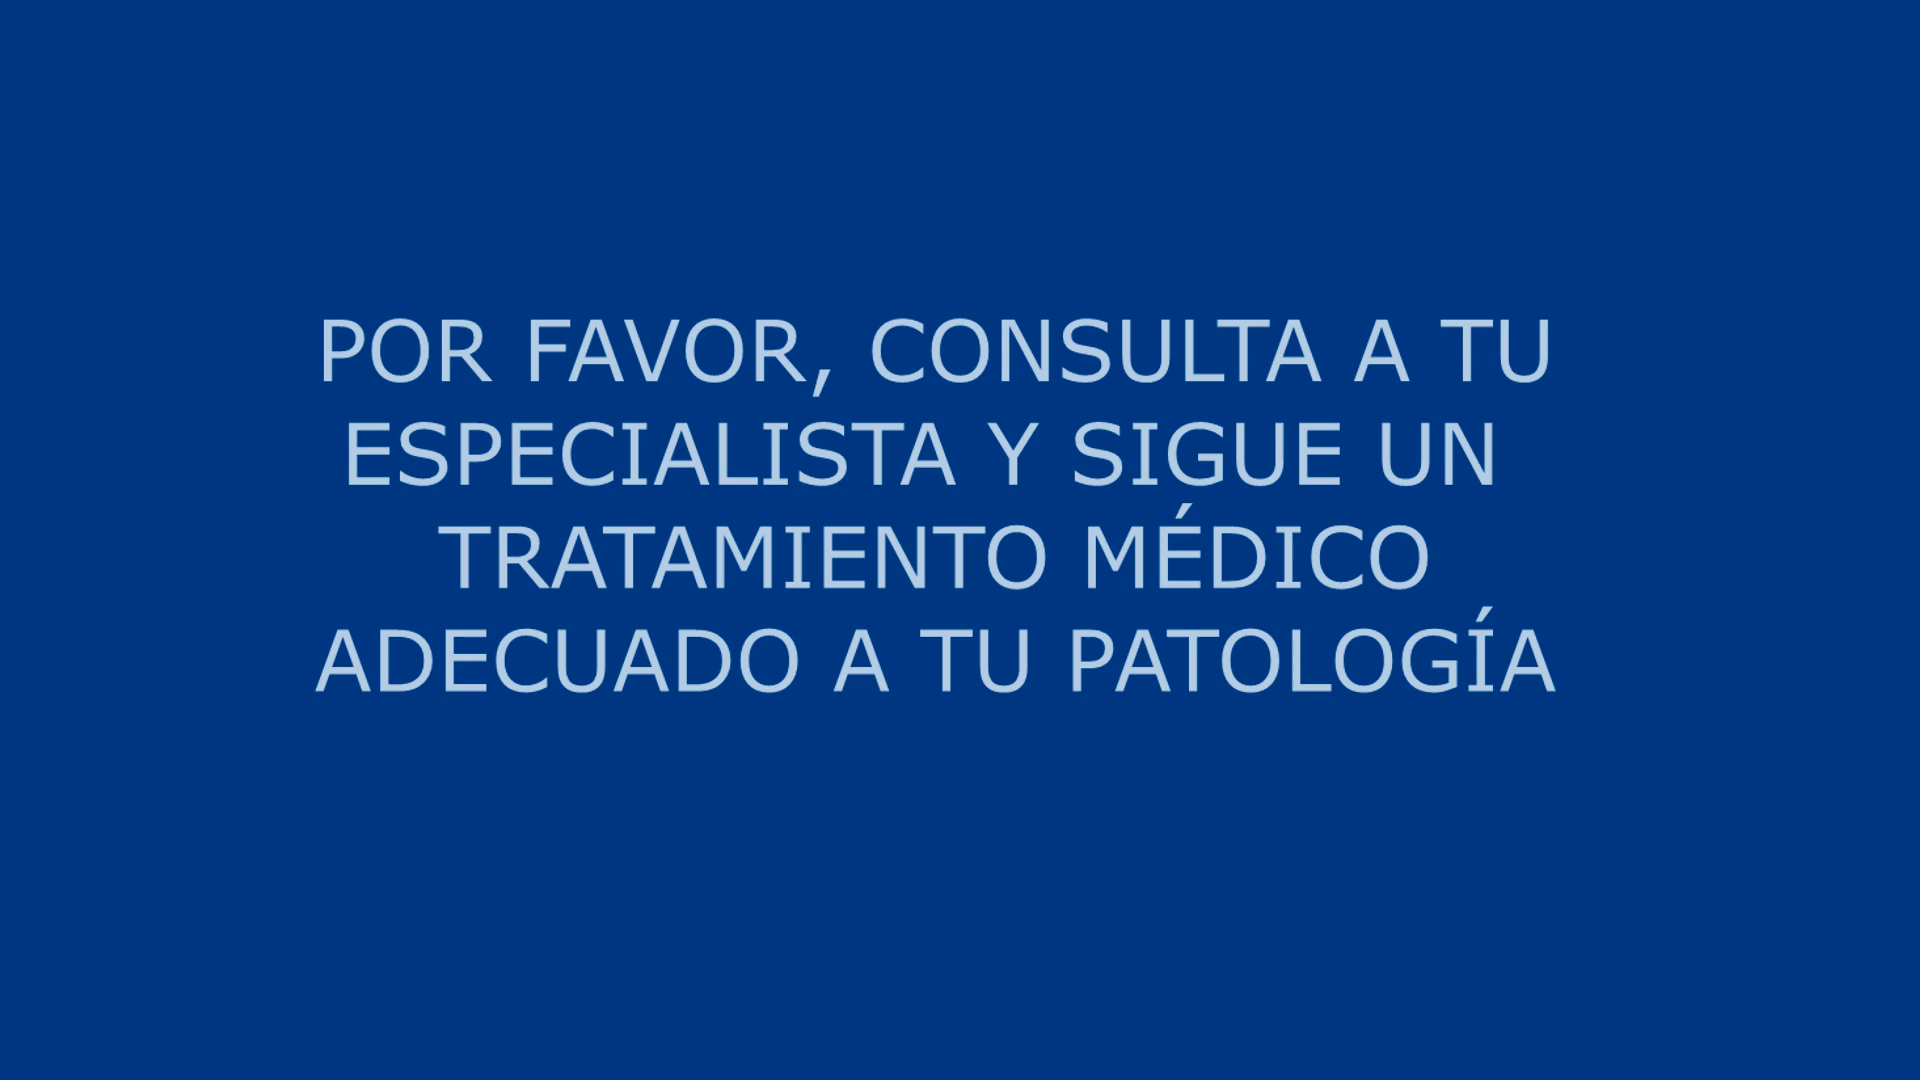 POR FAVOR, CONSULTA A TU
ESPECIALISTA Y SIGUE UN
TRATAMIENTO MÉDICO
ADECUADO A TU PATOLOGÍA